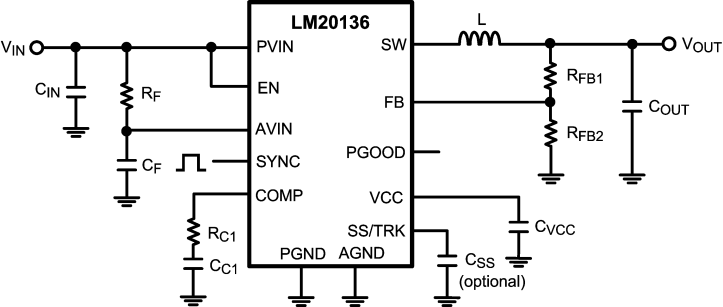 LM20136
VIN
PVIN
SW
L
VOUT
CIN
RF
EN
RFB1
FB
COUT
AVIN
RFB2
CF
SYNC
PGOOD
COMP
VCC
RC1
SS/TRK
CVCC
CC1
PGND
AGND
CSS
(optional)